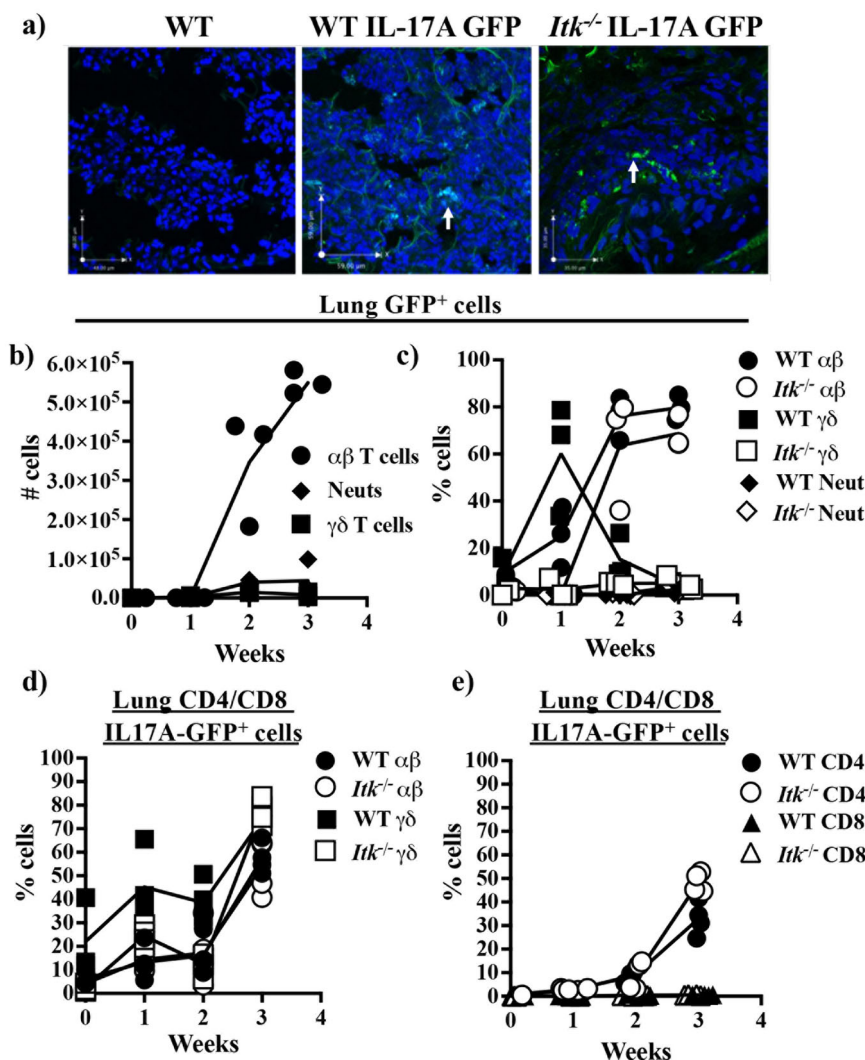 a)
WT
WT IL-17A GFP
Itk-/- IL-17A GFP
Lung GFP+ cells
b)
# cells
6.0×10⁵
5.0×10⁵
4.0×10⁵
3.0×10⁵
2.0×10⁵
1.0×10⁵
0.0
0 1 2 3 4
Weeks
αβ T cells
Neuts
γδ T cells
c)
% cells
100
80
60
40
20
0
0 1 2 3 4
Weeks
WT αβ
Itk-/- αβ
WT γδ
Itk-/- γδ
WT Neut
Itk-/- Neut
d)
Lung CD4/CD8
IL17A-GFP+ cells
% cells
100
90
80
70
60
50
40
30
20
10
0
0 1 2 3 4
Weeks
WT αβ
Itk-/- αβ
WT γδ
Itk-/- γδ
e)
Lung CD4/CD8
IL17A-GFP+ cells
% cells
100
90
80
70
60
50
40
30
20
10
0
0 1 2 3 4
Weeks
WT CD4
Itk-/- CD4
WT CD8
Itk-/- CD8